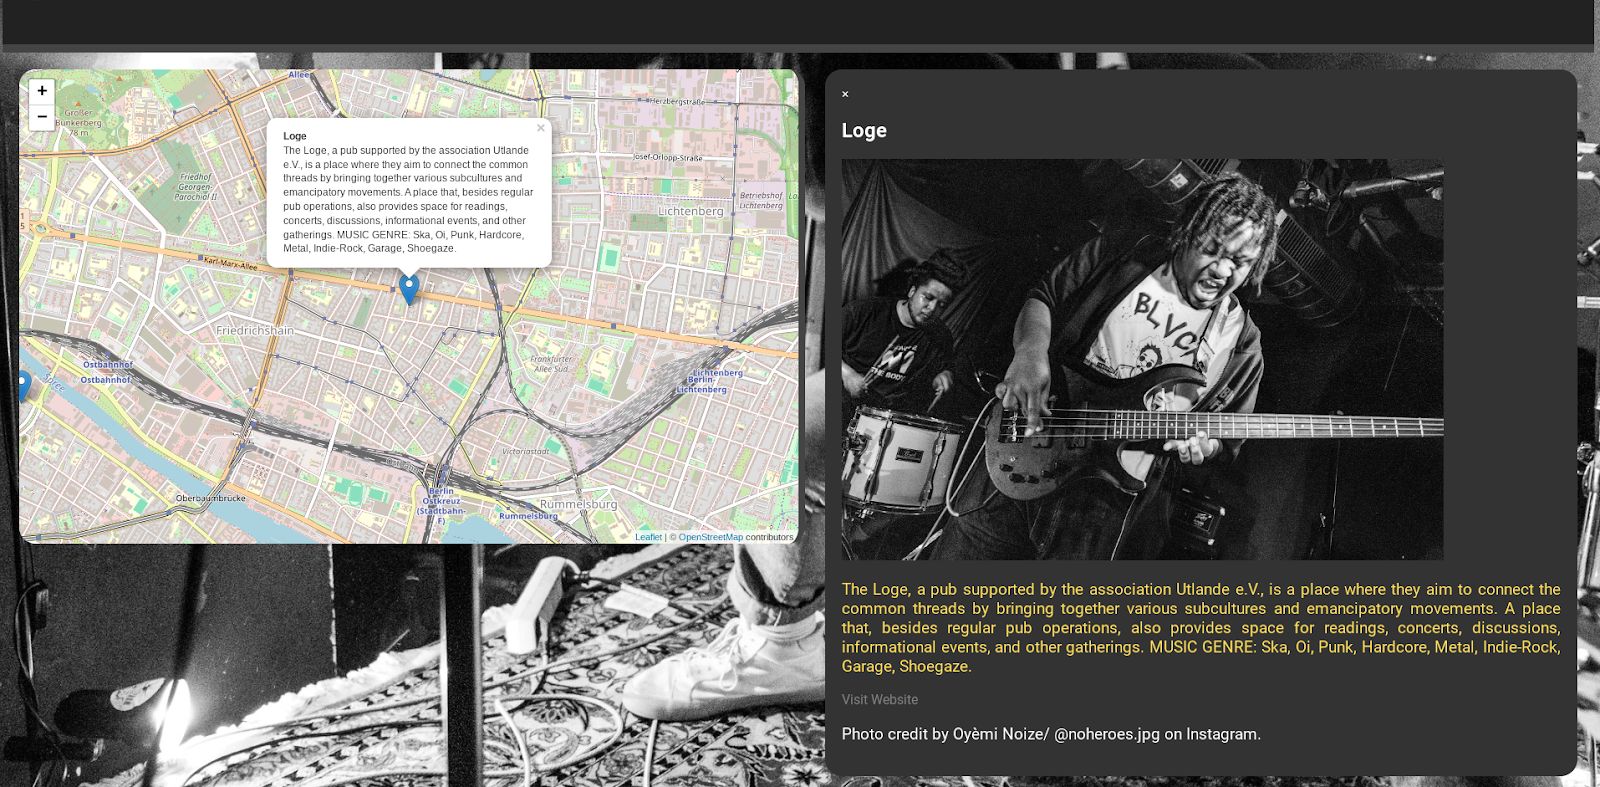 +
−
Allee
Großer
Bunkerberg
78 m
Herzbergstraße
Josef-Orlopp-Straße
Friedhof
Georgen-
Parochial II
Betriebshof
Lichtenberg
Lichtenberg
5
Karl-Marx-Allee
Friedrichshain
Frankfurter
Allee Süd
Ostbahnhof
Ostbahnhof
Lichtenberg
Berlin-
Lichtenberg
Spree
Victoriastadt
Oberbaumbrücke
Berlin
Ostkreuz
(Stadtbahn-
F)
Rummelsburg
Rummelsburg
Leaflet | © OpenStreetMap contributors
×
Loge
The Loge, a pub supported by the association Utlande
e.V., is a place where they aim to connect the common
threads by bringing together various subcultures and
emancipatory movements. A place that, besides regular
pub operations, also provides space for readings,
concerts, discussions, informational events, and other
gatherings. MUSIC GENRE: Ska, Oi, Punk, Hardcore,
Metal, Indie-Rock, Garage, Shoegaze.
×
Loge
BLVCK
THE BODY
The Loge, a pub supported by the association Utlande e.V., is a place where they aim to connect the
common threads by bringing together various subcultures and emancipatory movements. A place
that, besides regular pub operations, also provides space for readings, concerts, discussions,
informational events, and other gatherings. MUSIC GENRE: Ska, Oi, Punk, Hardcore, Metal, Indie-Rock,
Garage, Shoegaze.
Visit Website
Photo credit by Oyèmi Noize/ @noheroes.jpg on Instagram.